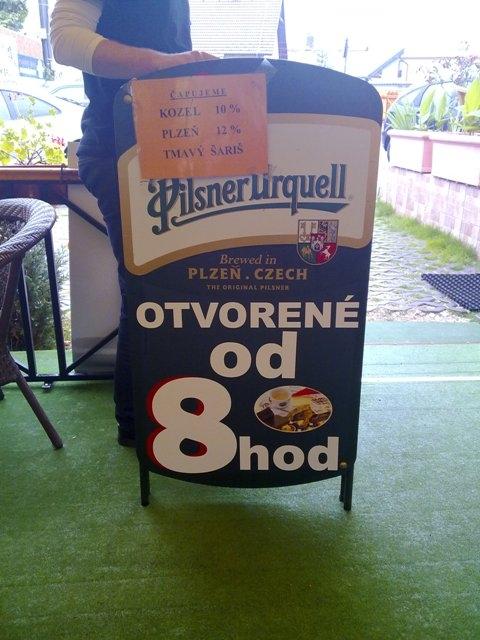 ČAPUJEME
KOZEL 10 %
PLZEŇ 12 %
TMAVÝ ŠARIŠ
Pilsner Urquell
Brewed in
PLZEŇ . CZECH
THE ORIGINAL PILSNER
OTVORENÉ
od
8 hod